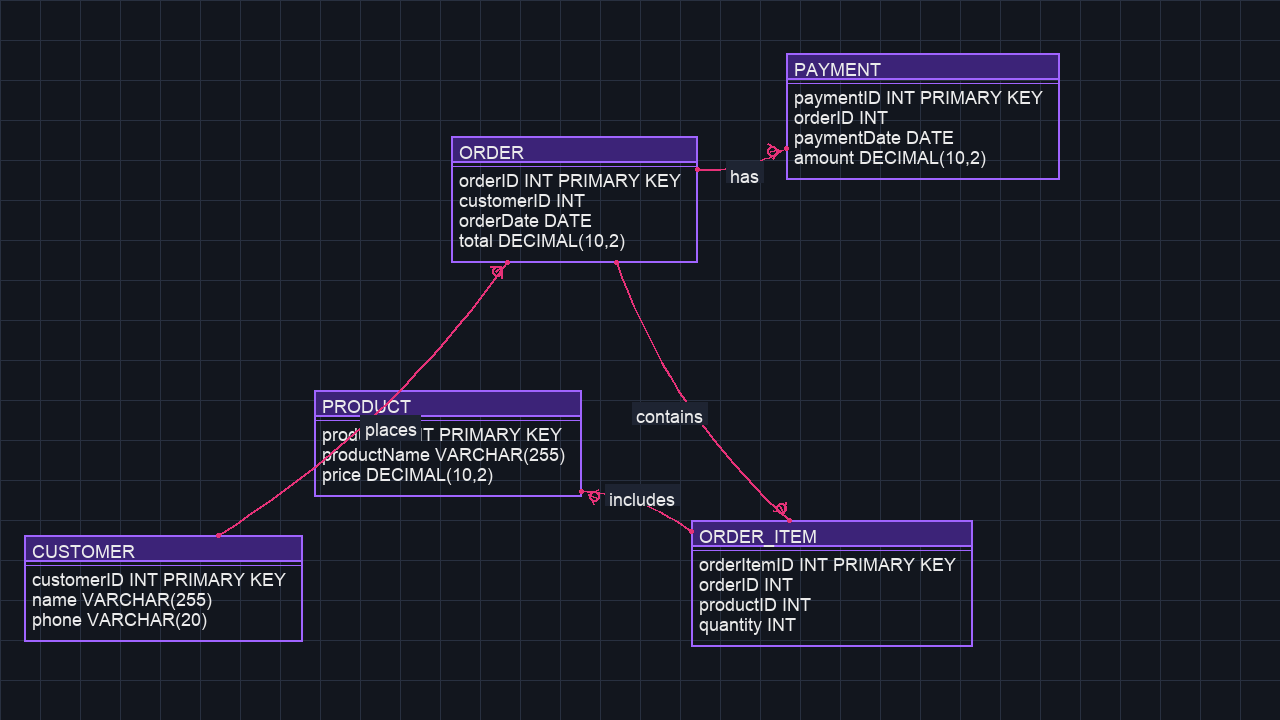 PAYMENT
paymentID INT PRIMARY KEY
orderID INT
paymentDate DATE
amount DECIMAL(10,2)
ORDER
orderID INT PRIMARY KEY
customerID INT
orderDate DATE
total DECIMAL(10,2)
has
PRODUCT
PRIMARY KEY
productName VARCHAR(255)
price DECIMAL(10,2)
places
contains
includes
CUSTOMER
customerID INT PRIMARY KEY
name VARCHAR(255)
phone VARCHAR(20)
ORDER_ITEM
orderItemID INT PRIMARY KEY
orderID INT
productID INT
quantity INT